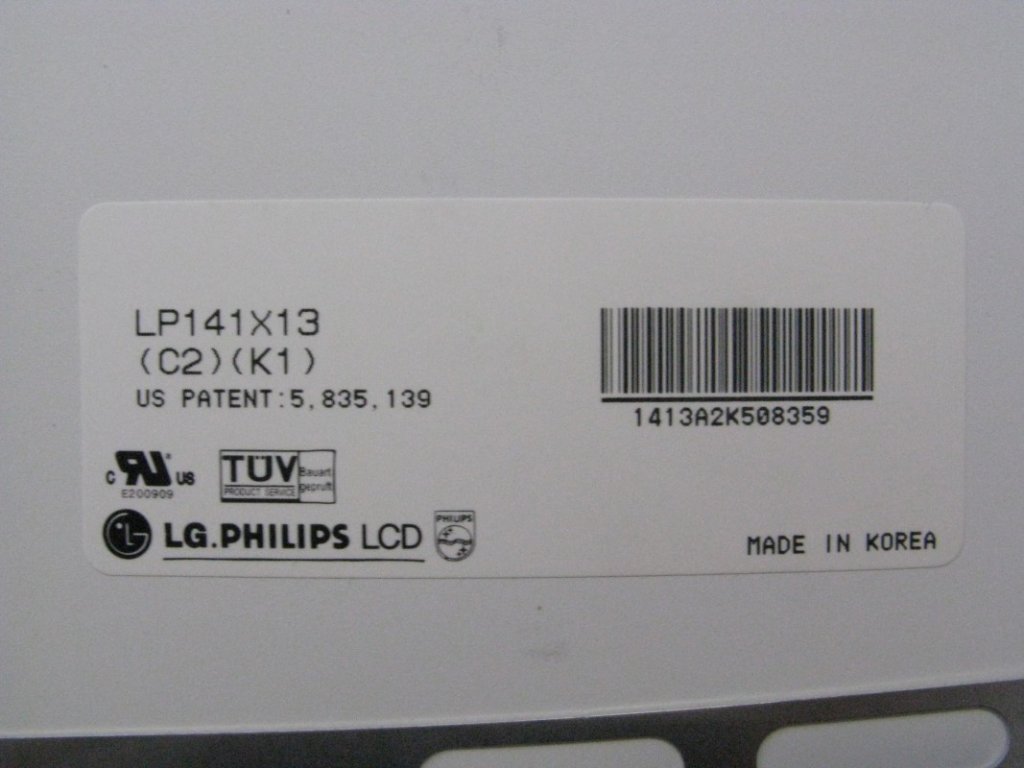 LP141X13
(C2)(K1)
US PATENT:5,835,139
1413A2K508359
c RU ® US
E200909
TÜV
PRODUCT SERVICE
Bauart
geprüft
LG.PHILIPS LCD
PHILIPS
MADE IN KOREA